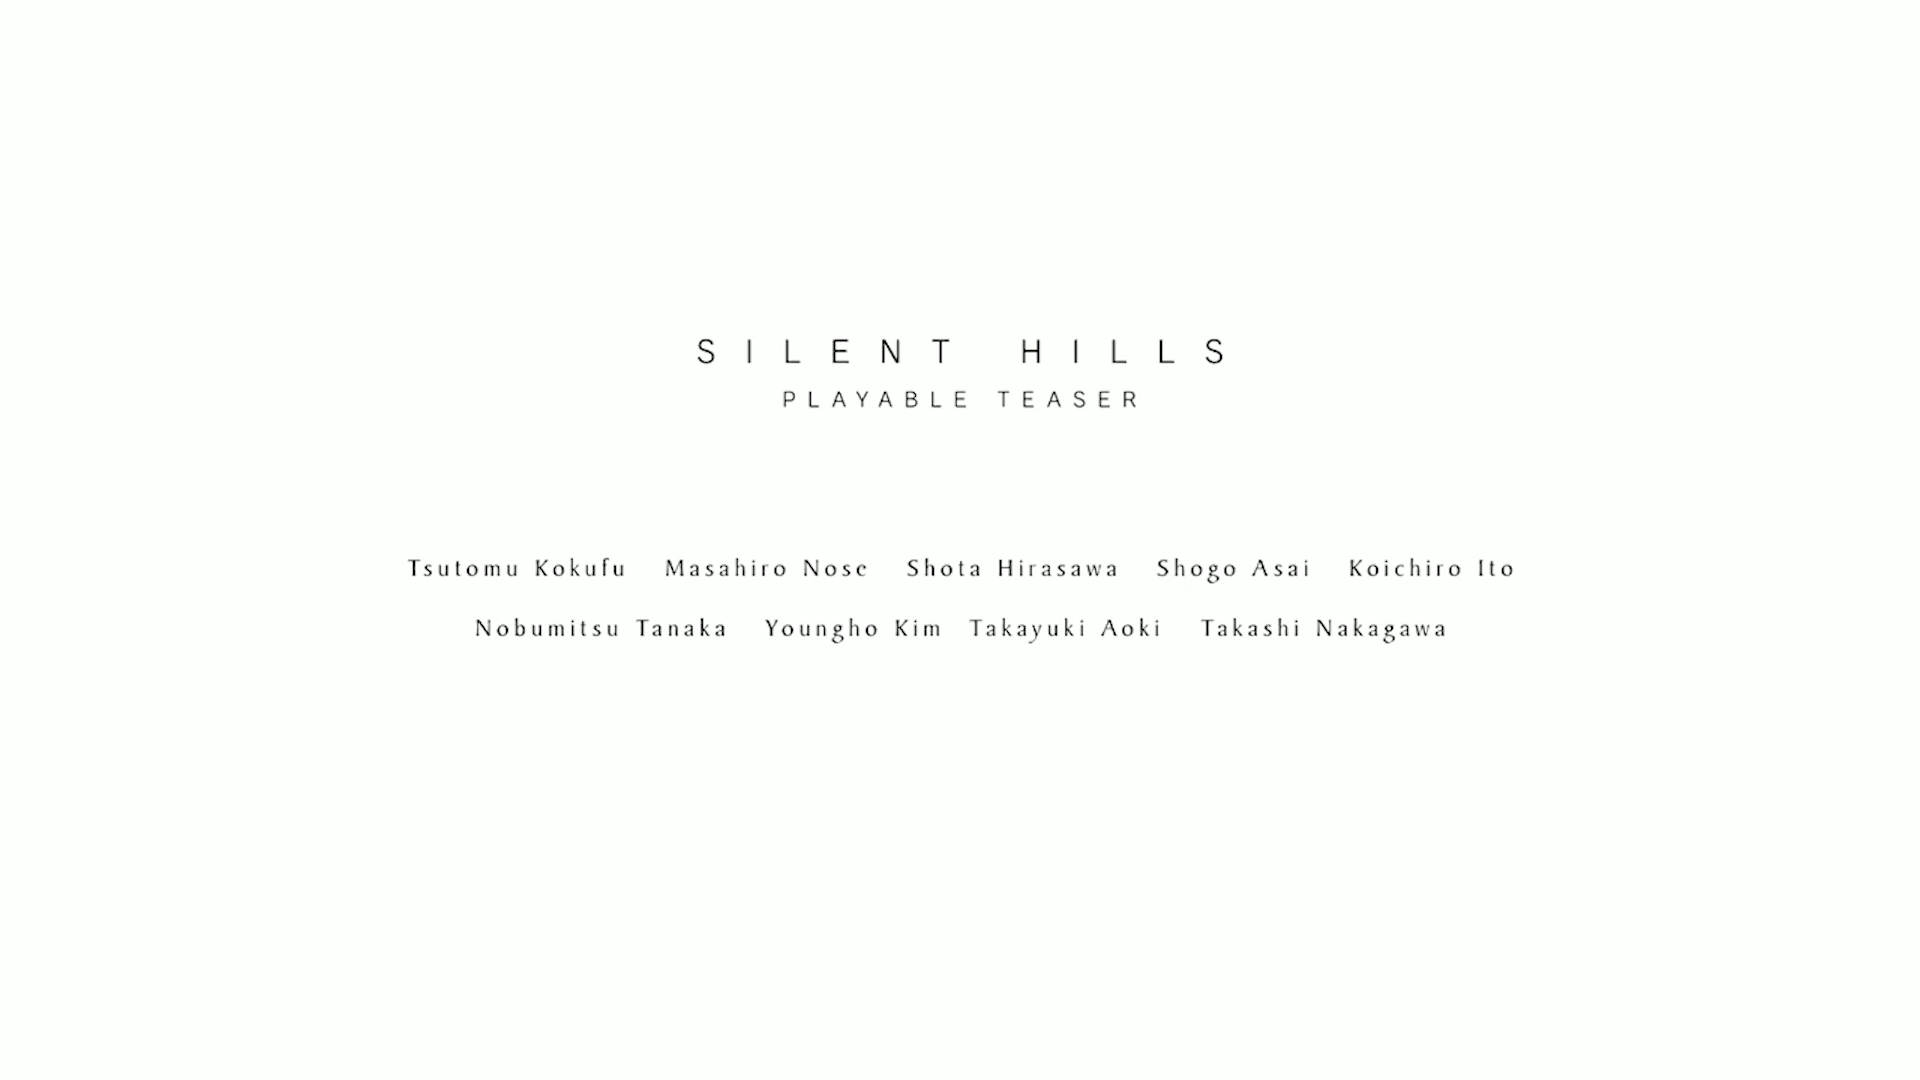 SILENT HILLS
PLAYABLE TEASER
Tsutomu Kokufu Masahiro Nose Shota Hirasawa Shogo Asai Koichiro Ito
Nobumitsu Tanaka Youngho Kim Takayuki Aoki Takashi Nakagawa